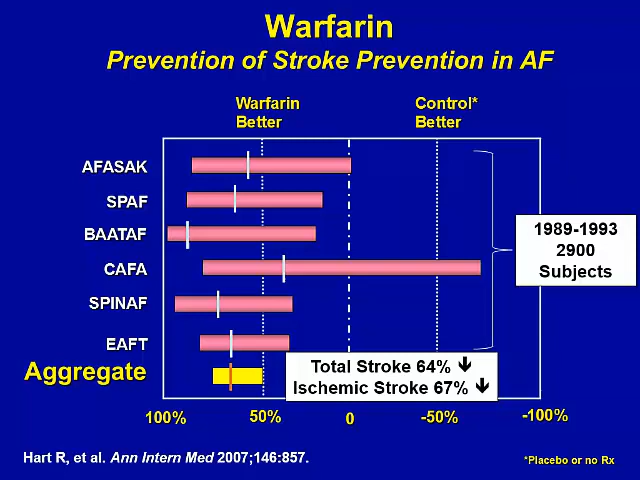 Warfarin
Prevention of Stroke Prevention in AF
Warfarin
Better
Control*
Better
AFASAK
SPAF
BAATAF
CAFA
SPINAF
EAFT
Aggregate
1989-1993
2900
Subjects
Total Stroke 64% 🡻
Ischemic Stroke 67% 🡻
100% 50% 0 -50% -100%
Hart R, et al. Ann Intern Med 2007;146:857.
*Placebo or no Rx